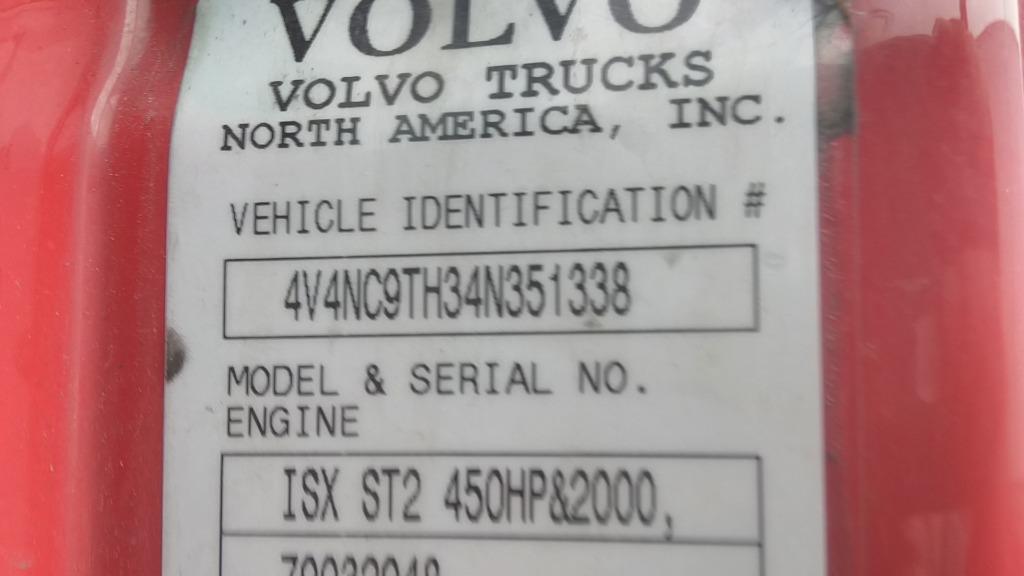 VOLVO
VOLVO TRUCKS
NORTH AMERICA, INC.
VEHICLE IDENTIFICATION #
4V4NC9TH34N351338
MODEL & SERIAL NO.
ENGINE
ISX ST2 450HP&2000,